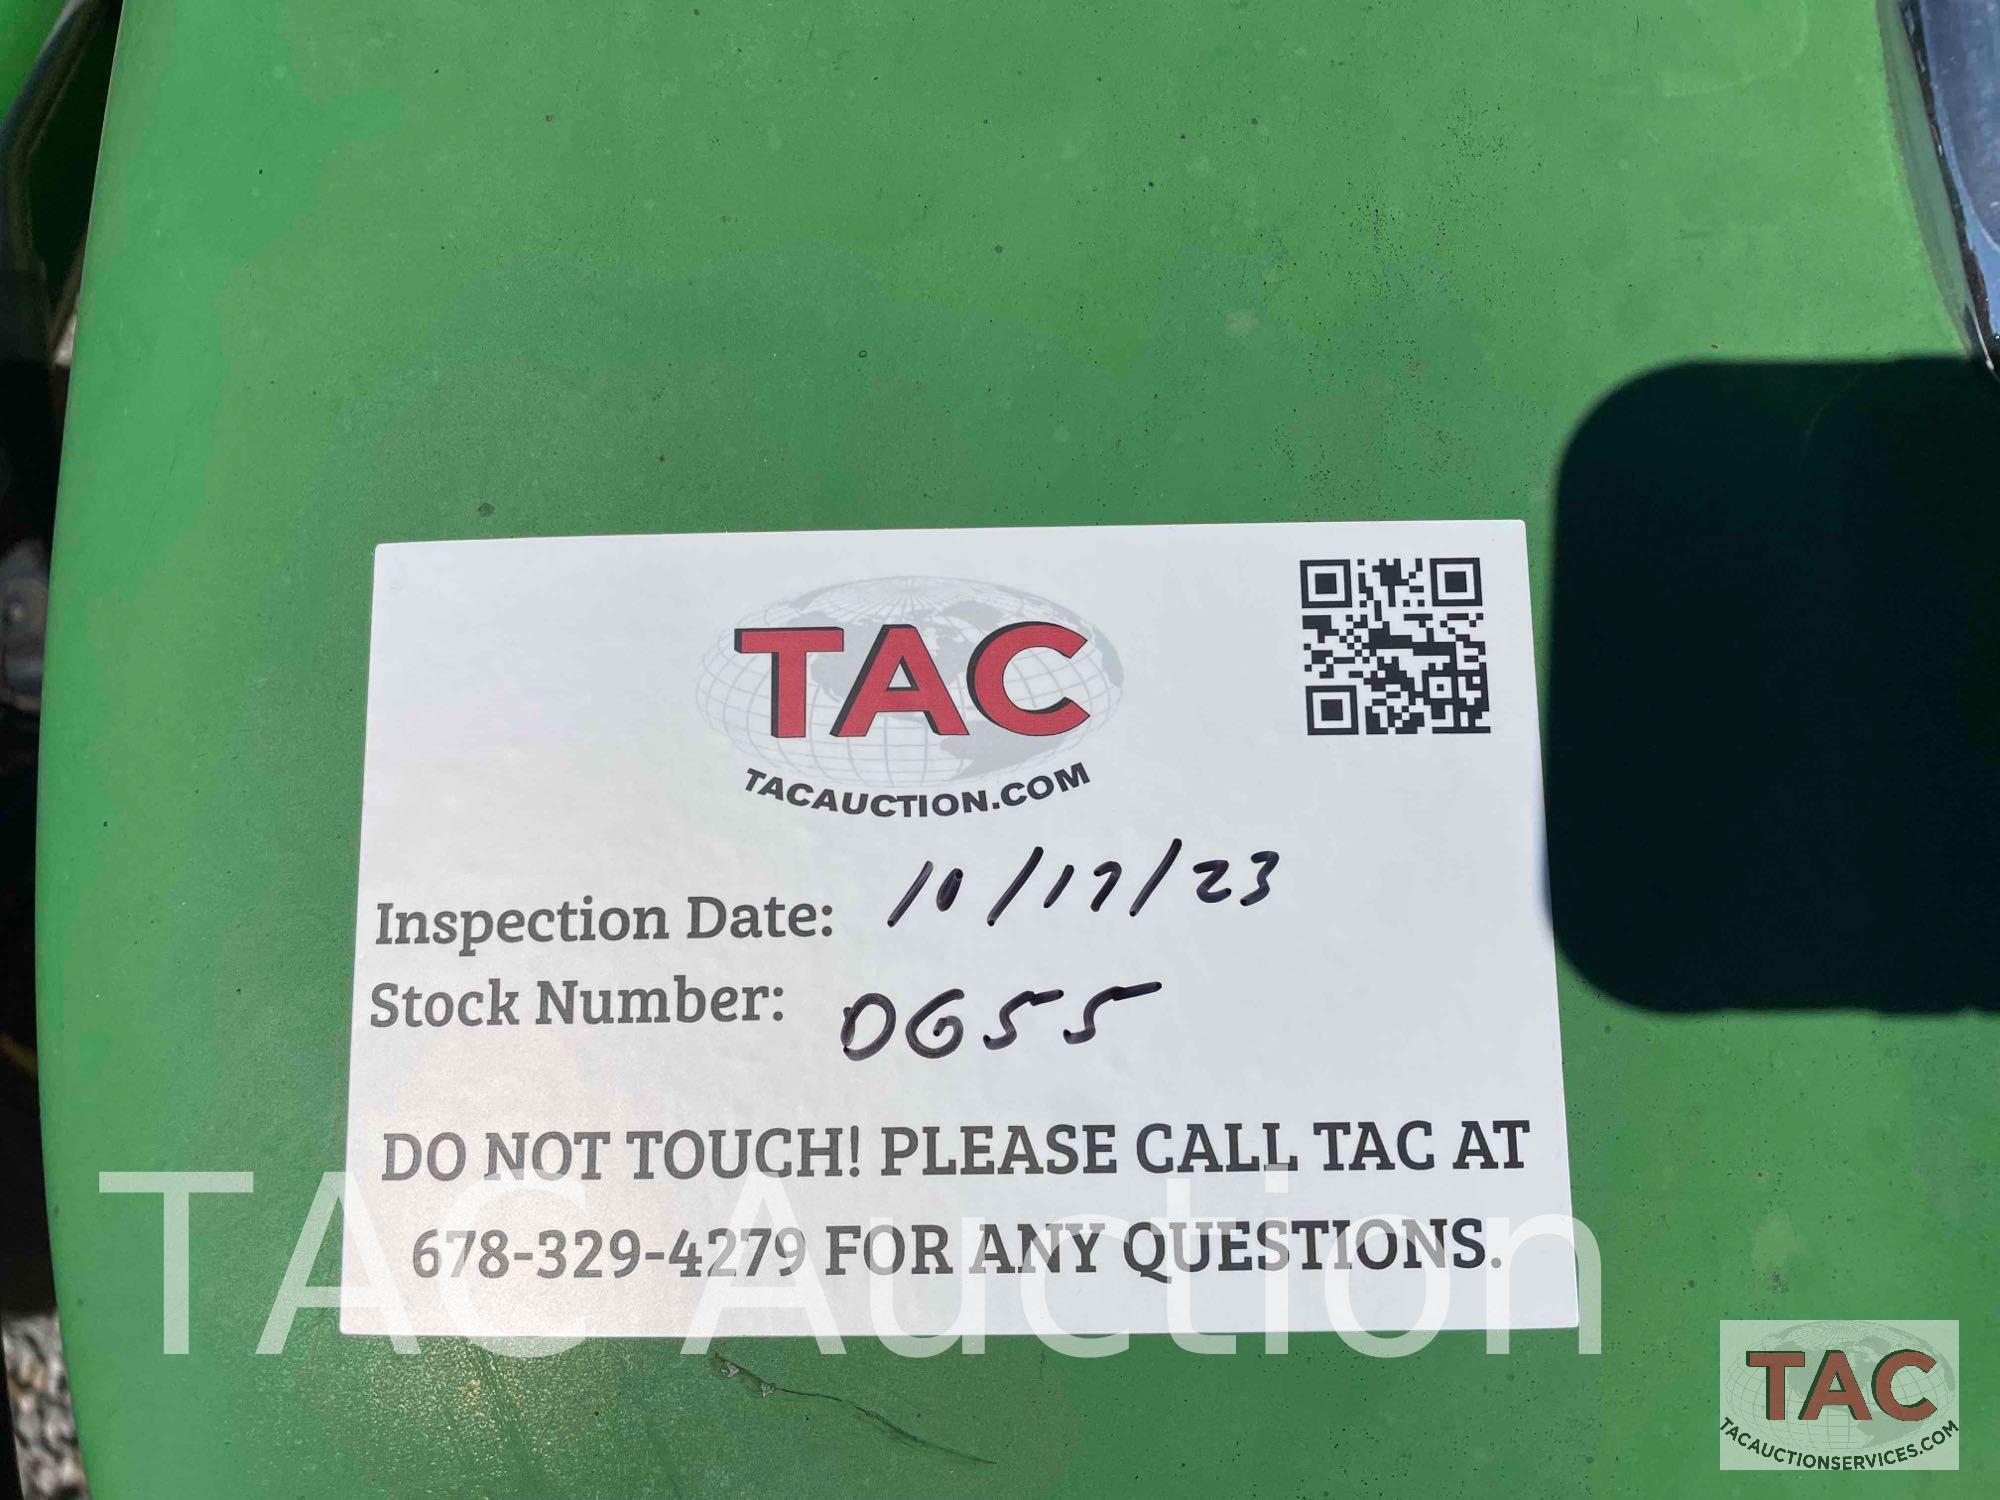 TAC
TACAUCTION.COM
Inspection Date: 10/17/23
Stock Number: 0655
DO NOT TOUCH! PLEASE CALL TAC AT
678-329-4279 FOR ANY QUESTIONS.
TAC Auction
TAC
TACAUCTIONSERVICES.COM